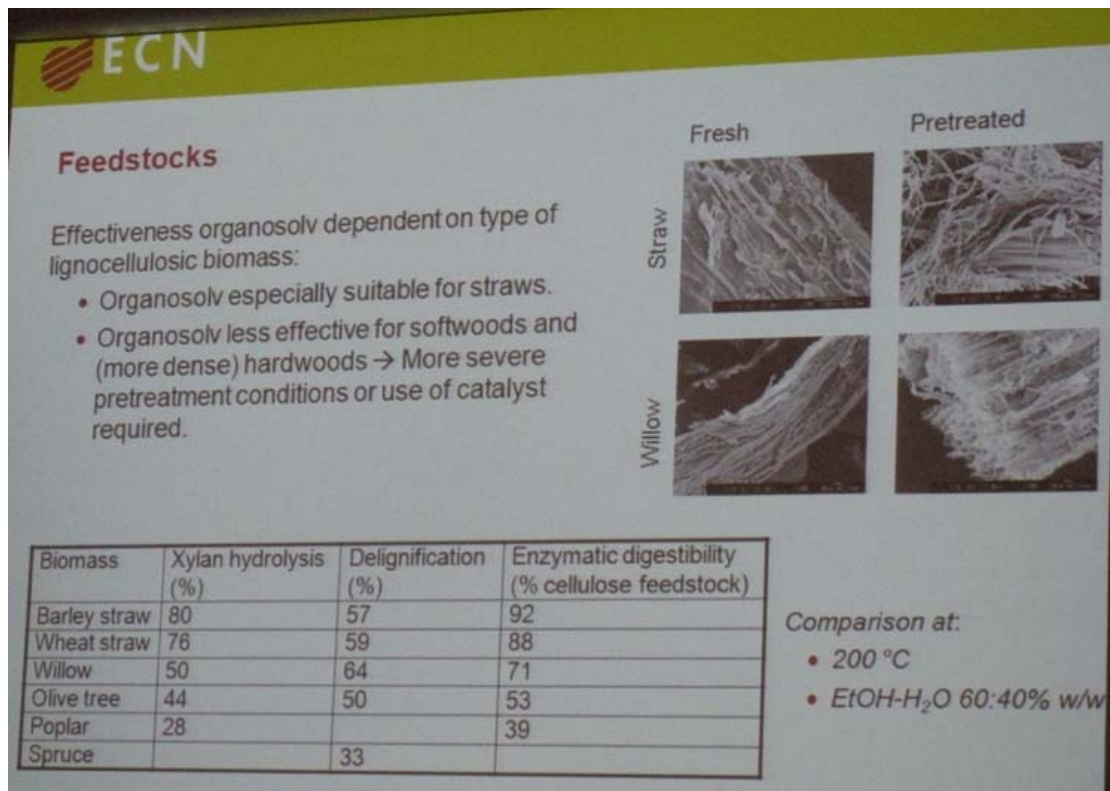 ECN
Feedstocks
Effectiveness organosolv dependent on type of
lignocellulosic biomass:
• Organosolv especially suitable for straws.
• Organosolv less effective for softwoods and
(more dense) hardwoods → More severe
pretreatment conditions or use of catalyst
required.
Fresh Pretreated
Straw
Willow
Biomass Xylan hydrolysis Delignification Enzymatic digestibility
(%) (%) (% cellulose feedstock)
Barley straw 80 57 92
Wheat straw 76 59 88
Willow 50 64 71
Olive tree 44 50 53
Poplar 28 39
Spruce 33
Comparison at:
• 200 °C
• EtOH-H₂O 60:40% w/w